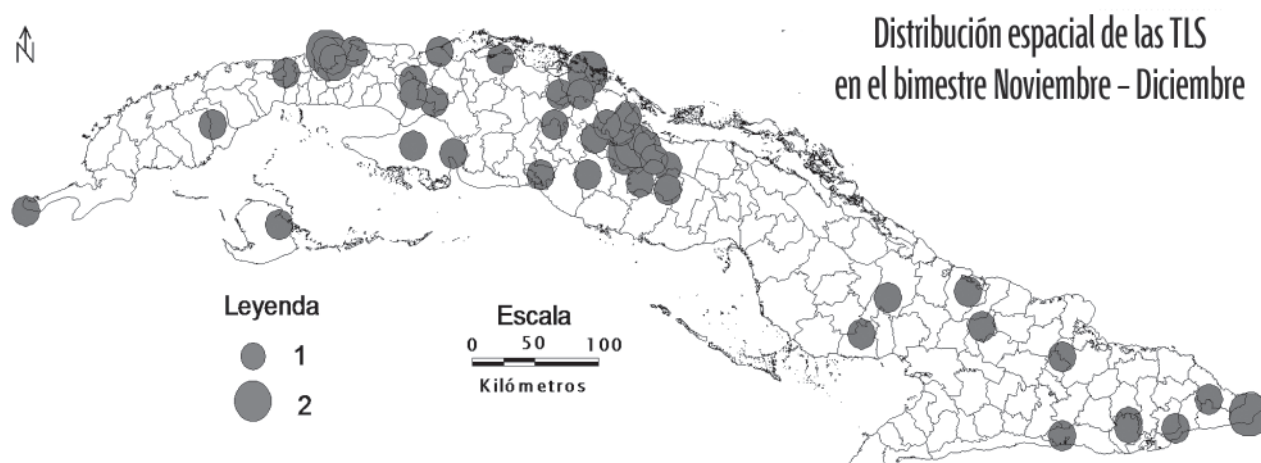 N
Distribución espacial de las TLS
en el bimestre Noviembre – Diciembre
Leyenda
1
2
Escala
0 50 100
Kilómetros